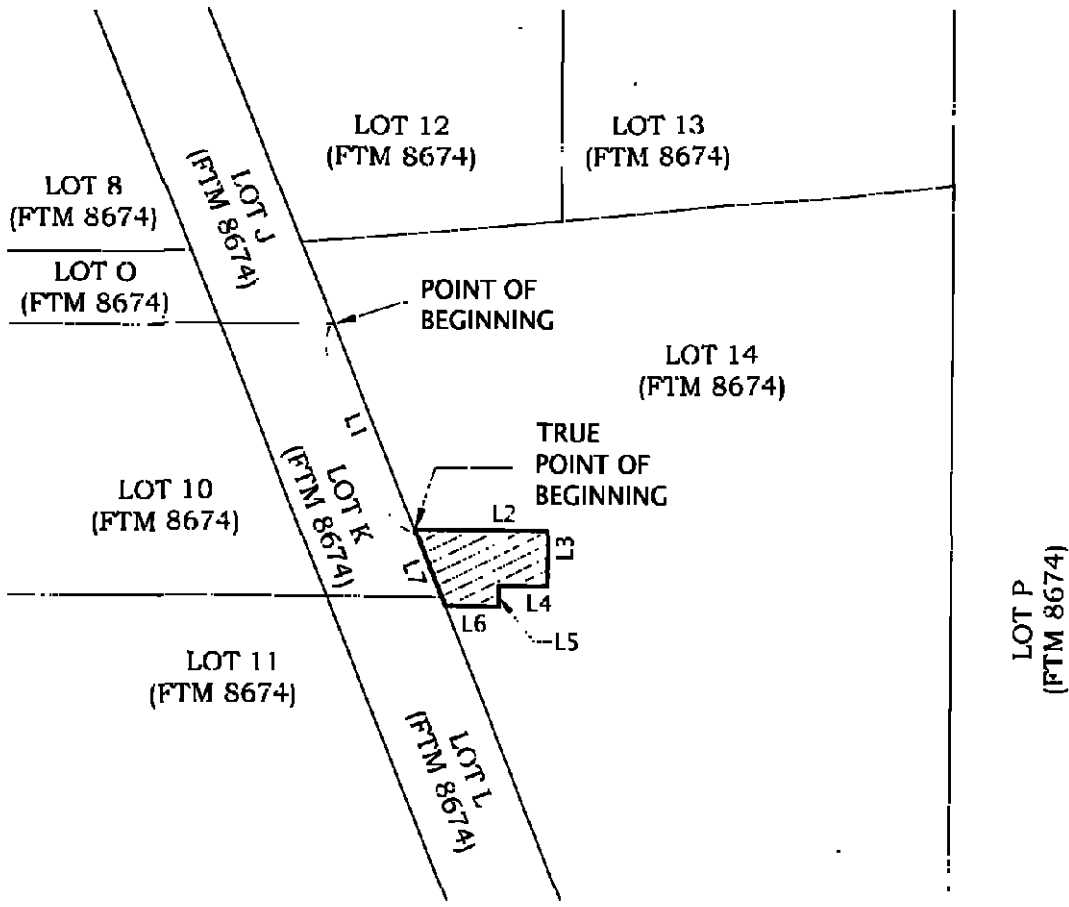 LOT 12
(FTM 8674)
LOT 13
(FTM 8674)
LOT J
(FTM 8674)
LOT 8
(FTM 8674)
LOT O
(FTM 8674)
POINT OF
BEGINNING
LOT 14
(FTM 8674)
L1
TRUE
POINT OF
BEGINNING
LOT K
(FTM 8674)
LOT 10
(FTM 8674)
L2
L3
L7
L4
L6
L5
LOT P
(FTM 8674)
LOT 11
(FTM 8674)
LOT L
(FTM 8674)